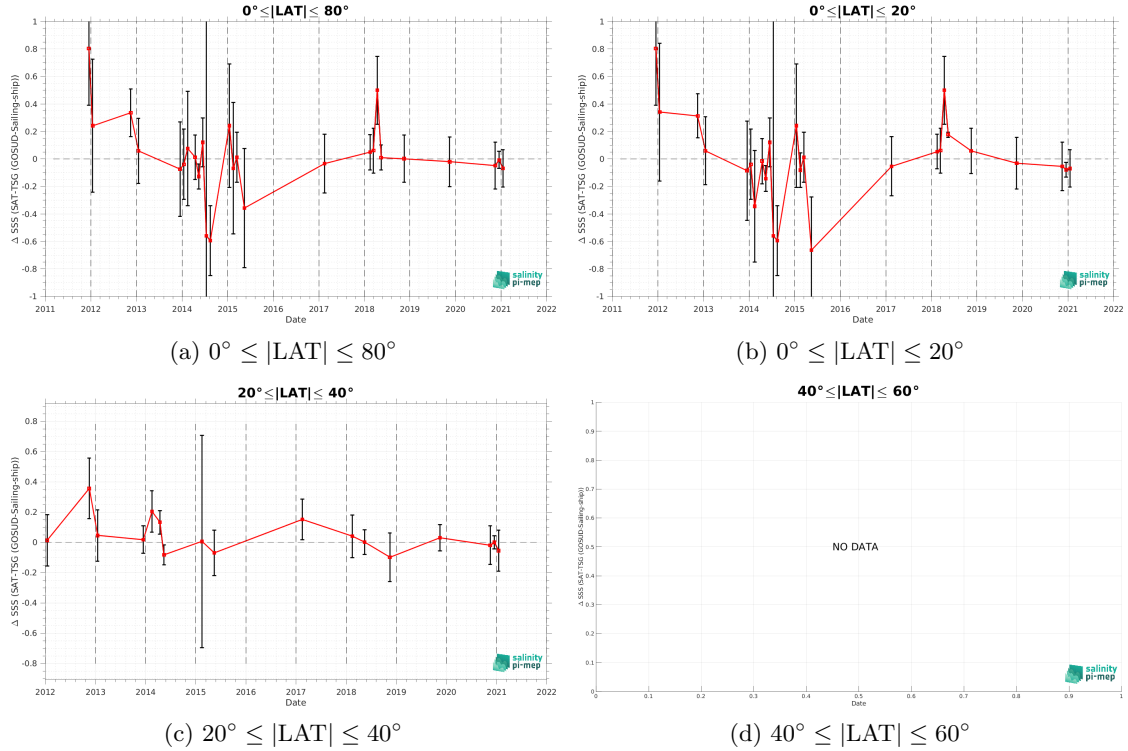 0°≤|LAT|≤ 80°
Δ SSS (SAT-TSG (GOSUD-Sailing-ship))
1
0.8
0.6
0.4
0.2
0
-0.2
-0.4
-0.6
-0.8
-1
2011 2012 2013 2014 2015 2016 2017 2018 2019 2020 2021 2022
Date
salinity
pi-mep
(a) 0° ≤ |LAT| ≤ 80°
0°≤|LAT|≤ 20°
Δ SSS (SAT-TSG (GOSUD-Sailing-ship))
1
0.8
0.6
0.4
0.2
0
-0.2
-0.4
-0.6
-0.8
-1
2011 2012 2013 2014 2015 2016 2017 2018 2019 2020 2021 2022
Date
salinity
pi-mep
(b) 0° ≤ |LAT| ≤ 20°
20°≤|LAT|≤ 40°
Δ SSS (SAT-TSG (GOSUD-Sailing-ship))
0.8
0.6
0.4
0.2
0
-0.2
-0.4
-0.6
-0.8
2012 2013 2014 2015 2016 2017 2018 2019 2020 2021 2022
Date
salinity
pi-mep
(c) 20° ≤ |LAT| ≤ 40°
40°≤|LAT|≤ 60°
Δ SSS (SAT-TSG (GOSUD-Sailing-ship))
1
0.9
0.8
0.7
0.6
0.5
0.4
0.3
0.2
0.1
0
NO DATA
0 0.1 0.2 0.3 0.4 0.5 0.6 0.7 0.8 0.9 1
Date
salinity
pi-mep
(d) 40° ≤ |LAT| ≤ 60°